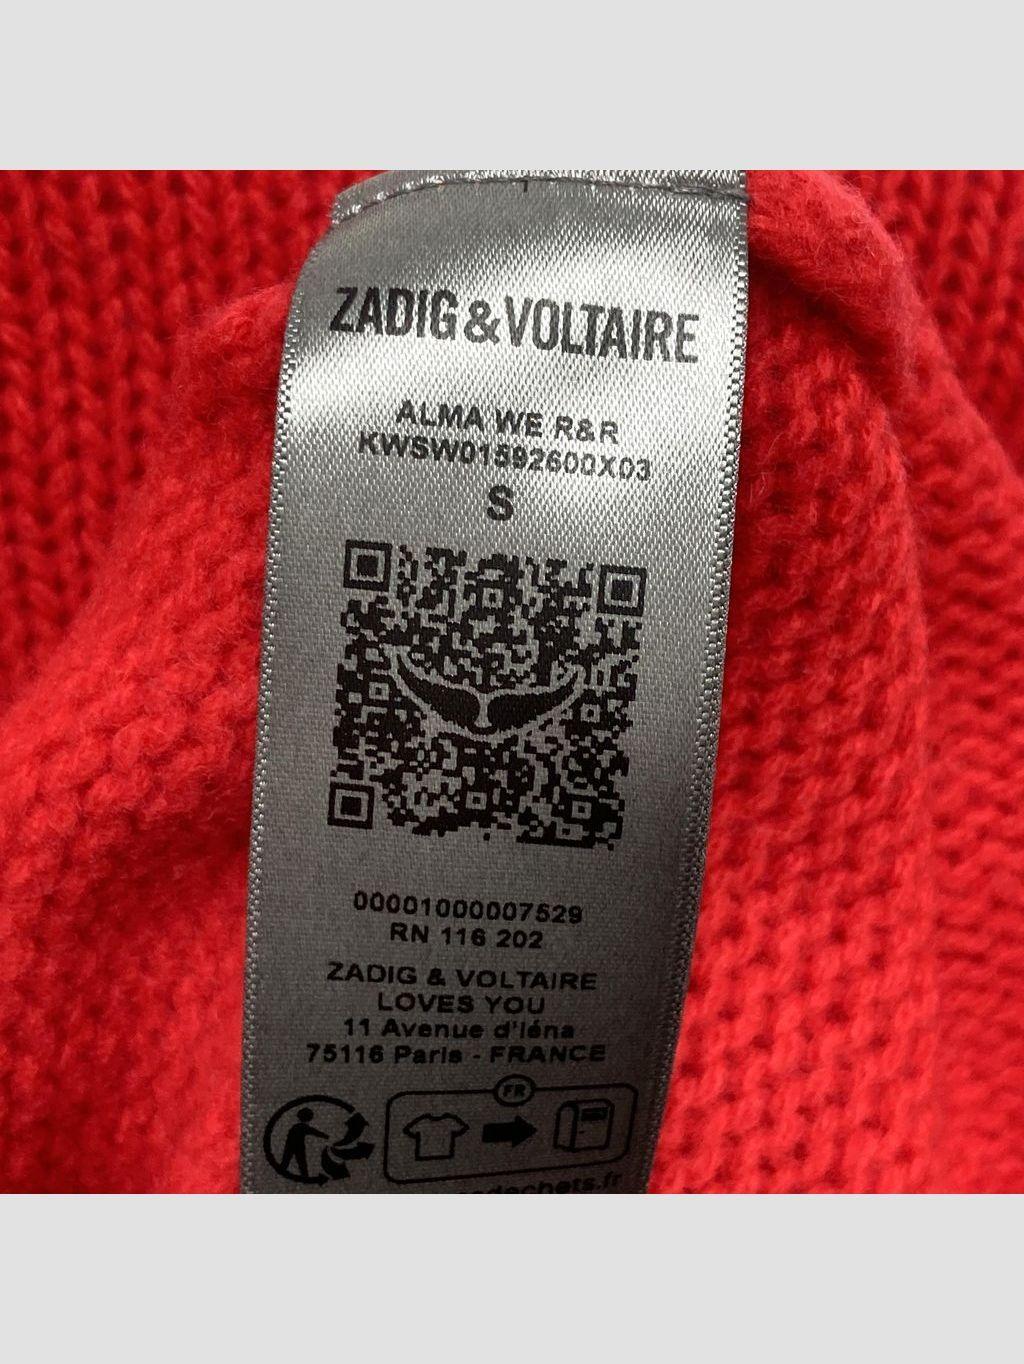 ZADIG&VOLTAIRE
ALMA WE R&R
KWSW01592600X03
S
00001000007529
RN 116 202
ZADIG & VOLTAIRE
LOVES YOU
11 Avenue d'Iéna
75116 Paris - FRANCE
FR